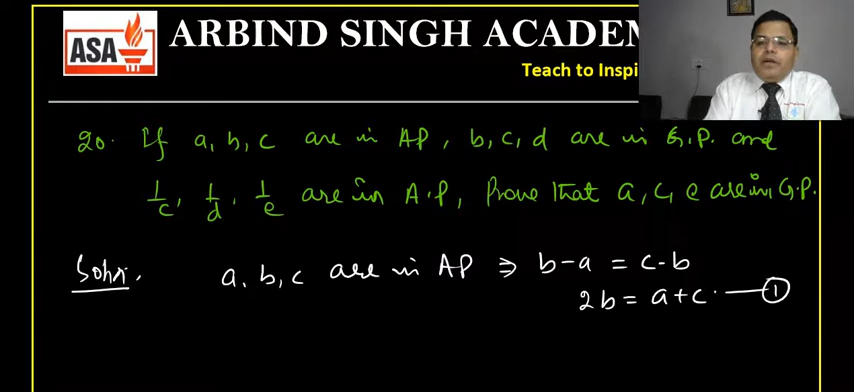 ASA
ARBIND SINGH ACADEM
Teach to Inspi
20. If a, b, c are in AP, b, c, d are in G.P. and
1/c, 1/d, 1/e are in A.P, Prove that a, c, e are in G.P.
Soln.
a, b, c are in AP ⇒ b-a = c-b
2b = a+c. —①